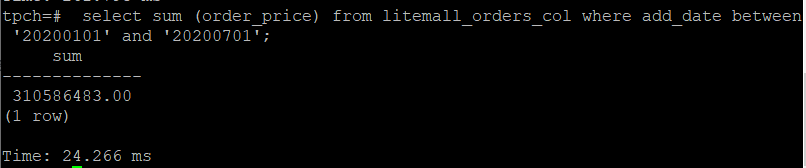 tpch=#  select sum (order_price) from litemall_orders_col where add_date between
 '20200101' and '20200701';
     sum
--------------
 310586483.00
(1 row)
Time: 24.266 ms